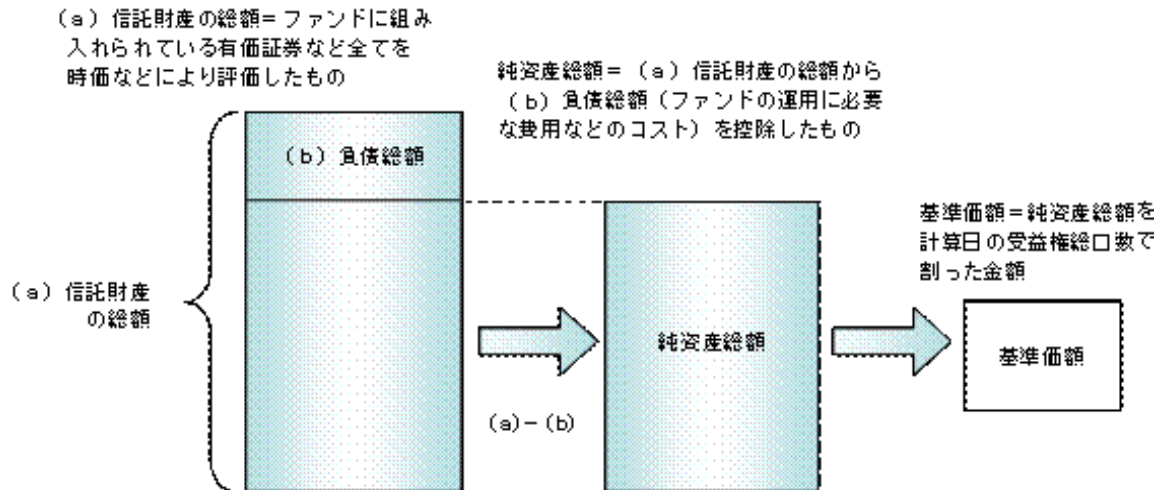 (a) 信託財産の総額=ファンドに組み
入れられている有価証券など全てを
時価などにより評価したもの
純資産総額= (a) 信託財産の総額から
(b) 負債総額(ファンドの運用に必要
な費用などのコスト)を控除したもの
(b) 負債総額
基準価額=純資産総額を
計算日の受益権総口数で
割った金額
(a) 信託財産
の総額
純資産総額
基準価額
(a)-(b)